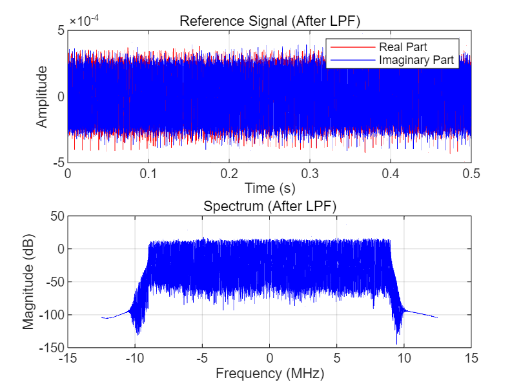 Reference Signal (After LPF)
×10⁻⁴
5
0
-5
Amplitude
Real Part
Imaginary Part
0 0.1 0.2 0.3 0.4 0.5
Time (s)
Spectrum (After LPF)
50
0
-50
-100
-150
Magnitude (dB)
-15 -10 -5 0 5 10 15
Frequency (MHz)